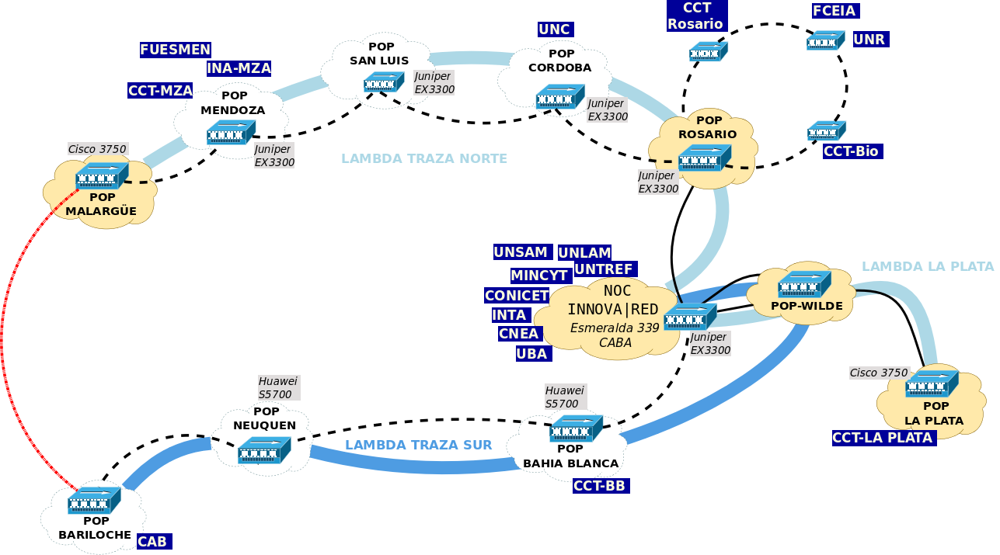 CCT
Rosario
FCEIA
UNR
UNC
FUESMEN
INA-MZA
CCT-MZA
POP
SAN LUIS
Juniper
EX3300
POP
CORDOBA
Juniper
EX3300
POP
MENDOZA
Juniper
EX3300
POP
ROSARIO
Juniper
EX3300
CCT-Bio
Cisco 3750
POP
MALARGÜE
LAMBDA TRAZA NORTE
UNSAM
UNLAM
UNTREF
MINCYT
CONICET
INTA
CNEA
UBA
NOC
INNOVA|RED
Esmeralda 339
CABA
Juniper
EX3300
POP-WILDE
LAMBDA LA PLATA
Cisco 3750
POP
LA PLATA
CCT-LA PLATA
Huawei
S5700
POP
NEUQUEN
LAMBDA TRAZA SUR
Huawei
S5700
POP
BAHIA BLANCA
CCT-BB
POP
BARILOCHE
CAB